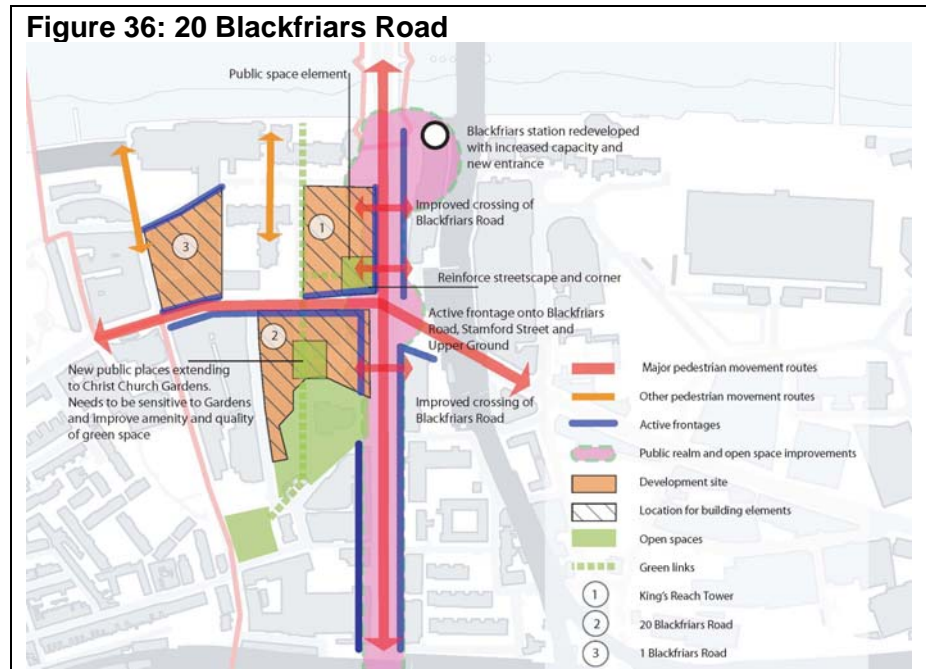 Figure 36: 20 Blackfriars Road
Public space element
Blackfriars station redeveloped
with increased capacity and
new entrance
Improved crossing of
Blackfriars Road
1
3
Reinforce streetscape and corner
Active frontage onto Blackfriars
Road, Stamford Street and
Upper Ground
2
New public places extending
to Christ Church Gardens.
Needs to be sensitive to Gardens
and improve amenity and quality
of green space
Improved crossing of
Blackfriars Road
Major pedestrian movement routes
Other pedestrian movement routes
Active frontages
Public realm and open space improvements
Development site
Location for building elements
Open spaces
Green links
1 King's Reach Tower
2 20 Blackfriars Road
3 1 Blackfriars Road